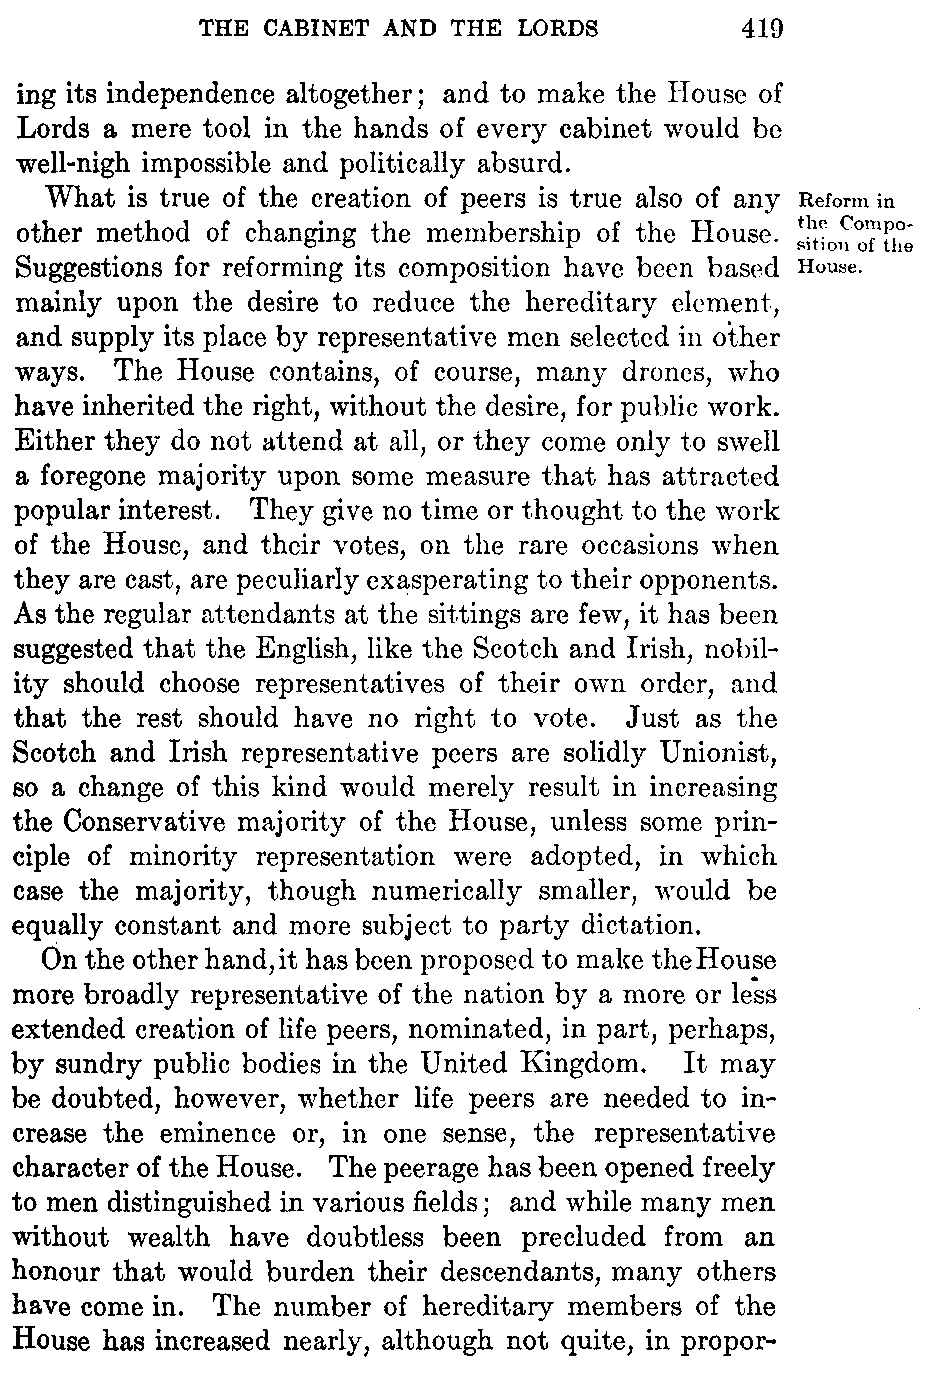 THE CABINET AND THE LORDS 419
ing its independence altogether; and to make the House of
Lords a mere tool in the hands of every cabinet would be
well-nigh impossible and politically absurd.
What is true of the creation of peers is true also of any
other method of changing the membership of the House.
Suggestions for reforming its composition have been based
mainly upon the desire to reduce the hereditary element,
and supply its place by representative men selected in other
ways. The House contains, of course, many drones, who
have inherited the right, without the desire, for public work.
Either they do not attend at all, or they come only to swell
a foregone majority upon some measure that has attracted
popular interest. They give no time or thought to the work
of the House, and their votes, on the rare occasions when
they are cast, are peculiarly exasperating to their opponents.
As the regular attendants at the sittings are few, it has been
suggested that the English, like the Scotch and Irish, nobil-
ity should choose representatives of their own order, and
that the rest should have no right to vote. Just as the
Scotch and Irish representative peers are solidly Unionist,
so a change of this kind would merely result in increasing
the Conservative majority of the House, unless some prin-
ciple of minority representation were adopted, in which
case the majority, though numerically smaller, would be
equally constant and more subject to party dictation.
On the other hand, it has been proposed to make the House
more broadly representative of the nation by a more or less
extended creation of life peers, nominated, in part, perhaps,
by sundry public bodies in the United Kingdom. It may
be doubted, however, whether life peers are needed to in-
crease the eminence or, in one sense, the representative
character of the House. The peerage has been opened freely
to men distinguished in various fields; and while many men
without wealth have doubtless been precluded from an
honour that would burden their descendants, many others
have come in. The number of hereditary members of the
House has increased nearly, although not quite, in propor-
Reform in
the Compo-
sition of the
House.